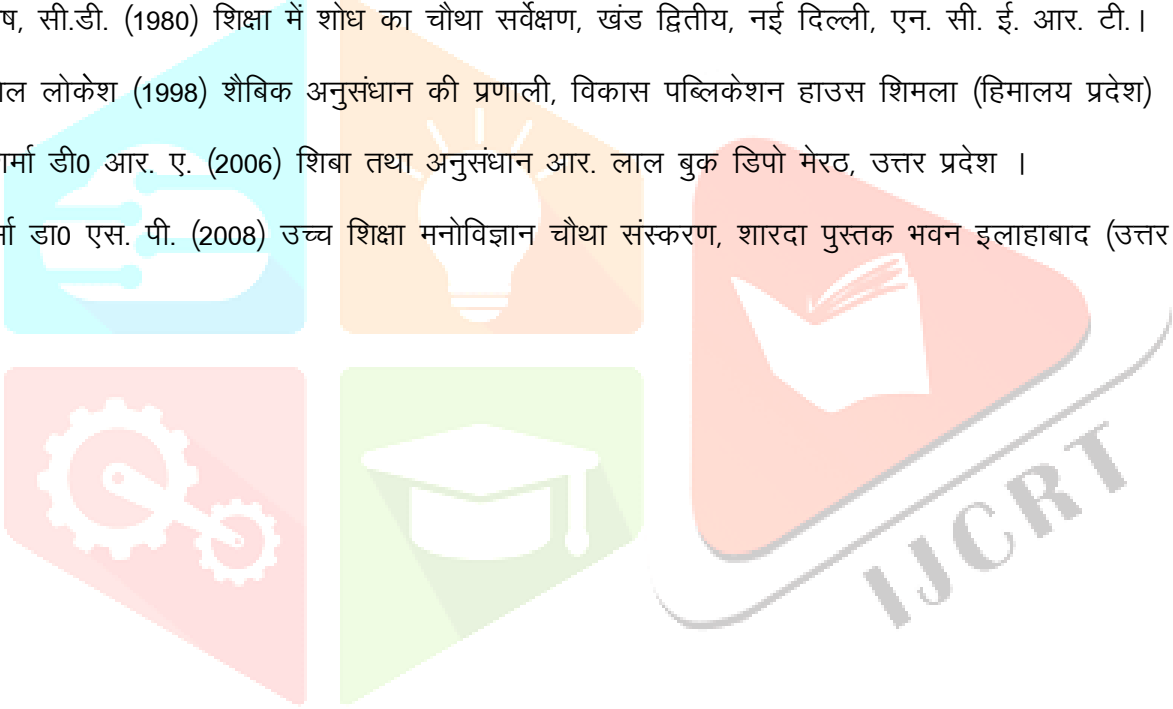 ष, सी.डी. (1980) शिक्षा में शोध का चौथा सर्वेक्षण, खंड द्वितीय, नई दिल्ली, एन. सी. ई. आर. टी.।
ल लोकेश (1998) शैबिक अनुसंधान की प्रणाली, विकास पब्लिकेशन हाउस शिमला (हिमालय प्रदेश)
र्मा डी0 आर. ए. (2006) शिबा तथा अनुसंधान आर. लाल बुक डिपो मेरठ, उत्तर प्रदेश ।
र्मा डा0 एस. पी. (2008) उच्च शिक्षा मनोविज्ञान चौथा संस्करण, शारदा पुस्तक भवन इलाहाबाद (उत्तर
IJCRT